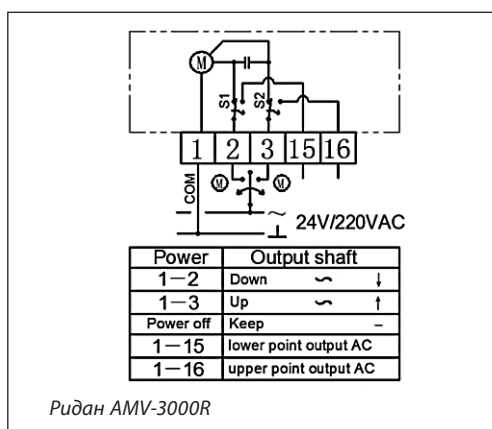 M
S1 S2
1 2 3 15 16
COM M M
~
24V/220VAC
Power Output shaft
1—2 Down ∽ ↓
1—3 Up ∽ ↑
Power off Keep –
1—15 lower point output AC
1—16 upper point output AC
Ридан AMV-3000R